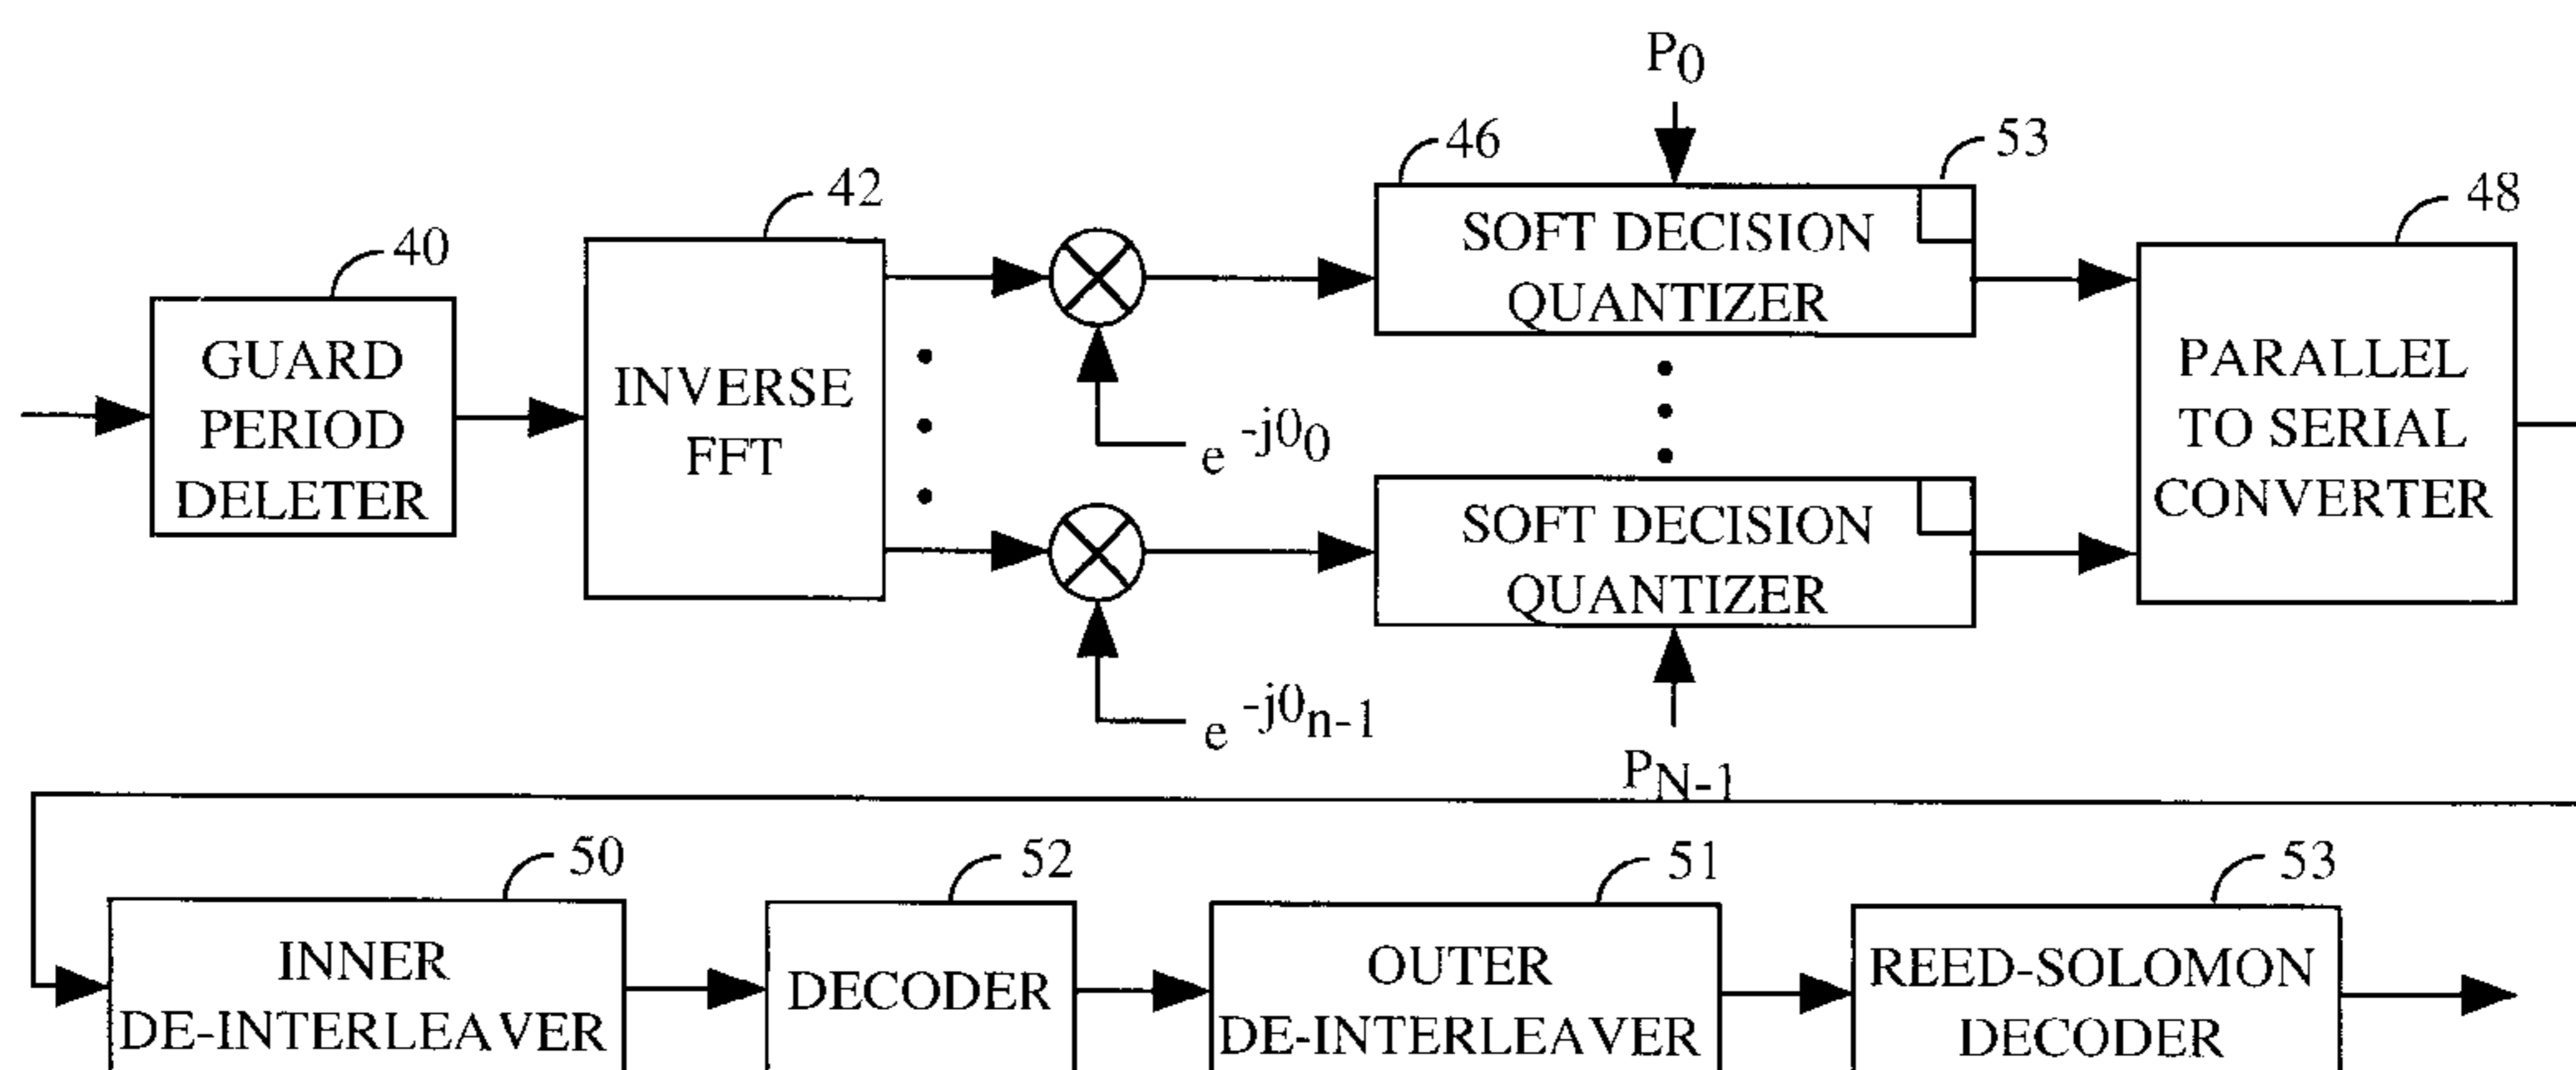 P0
46
53
42
48
40
SOFT DECISION
QUANTIZER
GUARD
PERIOD
DELETER
INVERSE
FFT
PARALLEL
TO SERIAL
CONVERTER
e -j00
SOFT DECISION
QUANTIZER
e -j0n-1
PN-1
50
52
51
53
INNER
DE-INTERLEAVER
DECODER
OUTER
DE-INTERLEAVER
REED-SOLOMON
DECODER